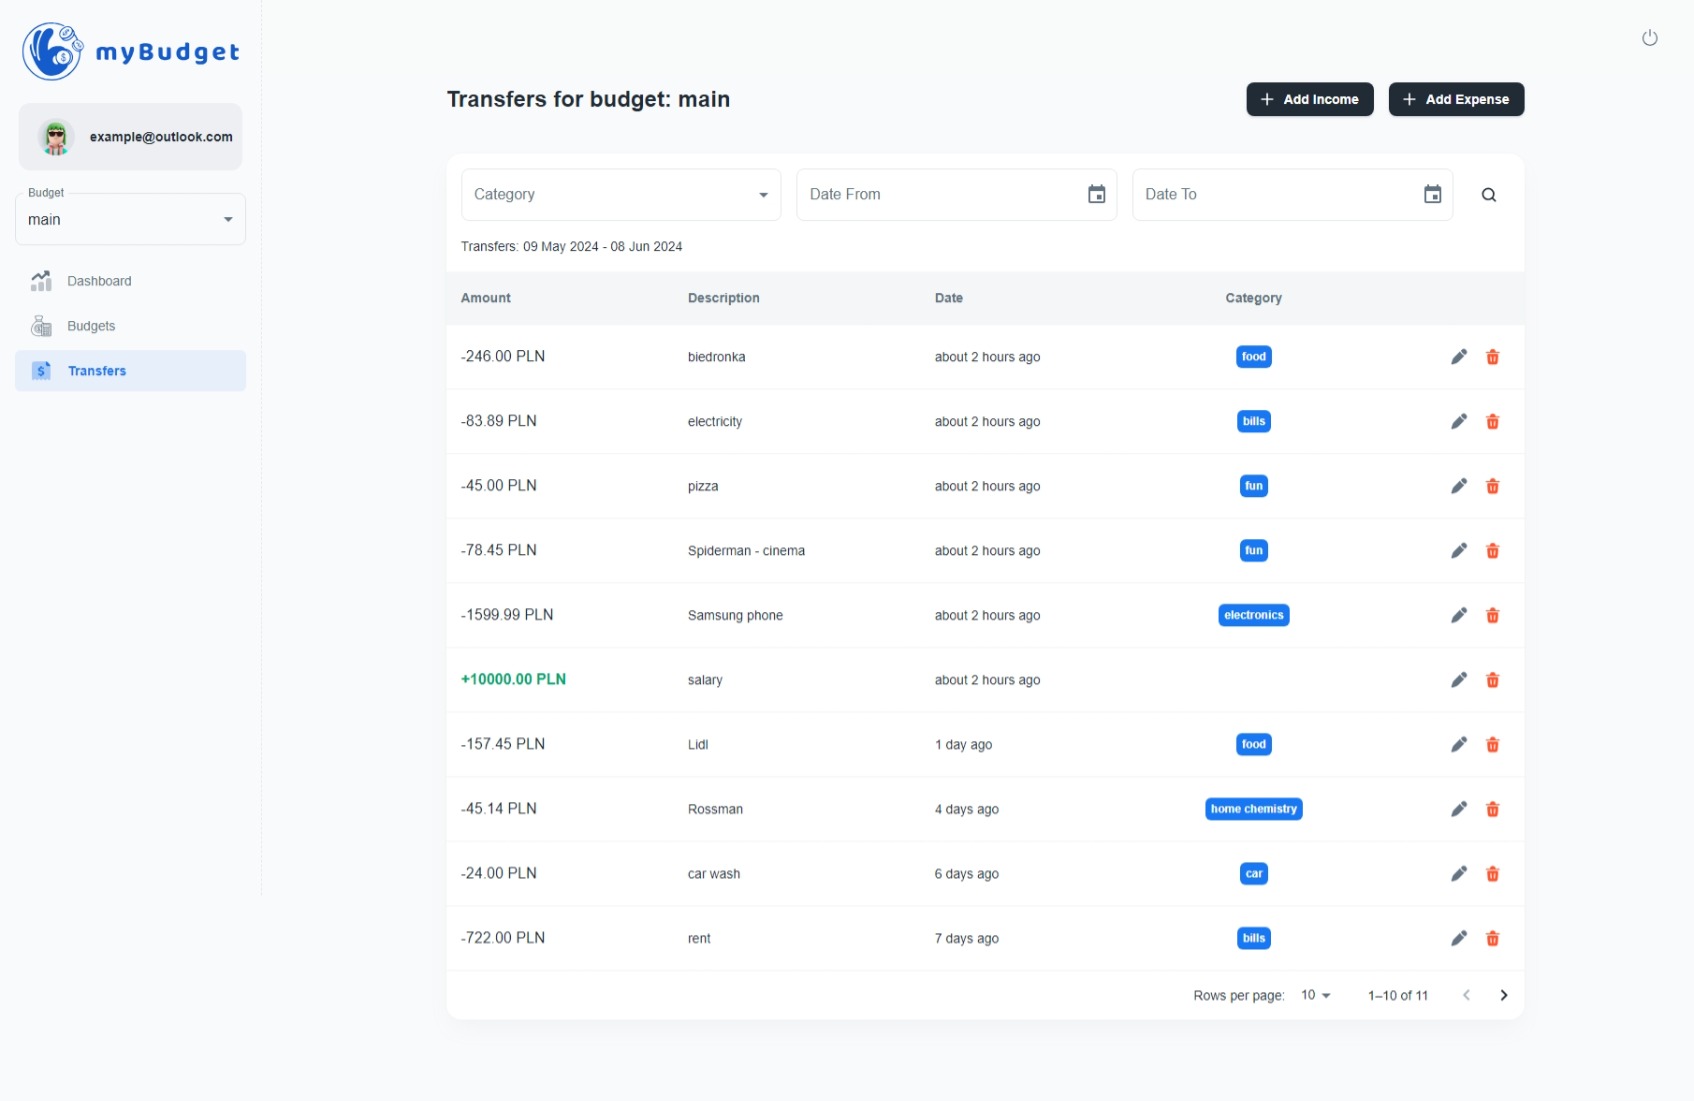 myBudget
example@outlook.com
Budget
main
Dashboard
Budgets
Transfers
Transfers for budget: main
Add Income
Add Expense
Category
Date From
Date To
Transfers: 09 May 2024 - 08 Jun 2024
Amount Description Date Category
-246.00 PLN biedronka about 2 hours ago food
-83.89 PLN electricity about 2 hours ago bills
-45.00 PLN pizza about 2 hours ago fun
-78.45 PLN Spiderman - cinema about 2 hours ago fun
-1599.99 PLN Samsung phone about 2 hours ago electronics
+10000.00 PLN salary about 2 hours ago
-157.45 PLN Lidl 1 day ago food
-45.14 PLN Rossman 4 days ago home chemistry
-24.00 PLN car wash 6 days ago car
-722.00 PLN rent 7 days ago bills
Rows per page: 10 1–10 of 11